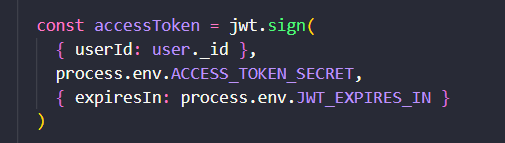 const accessToken = jwt.sign(
  { userId: user._id },
  process.env.ACCESS_TOKEN_SECRET,
  { expiresIn: process.env.JWT_EXPIRES_IN }
)